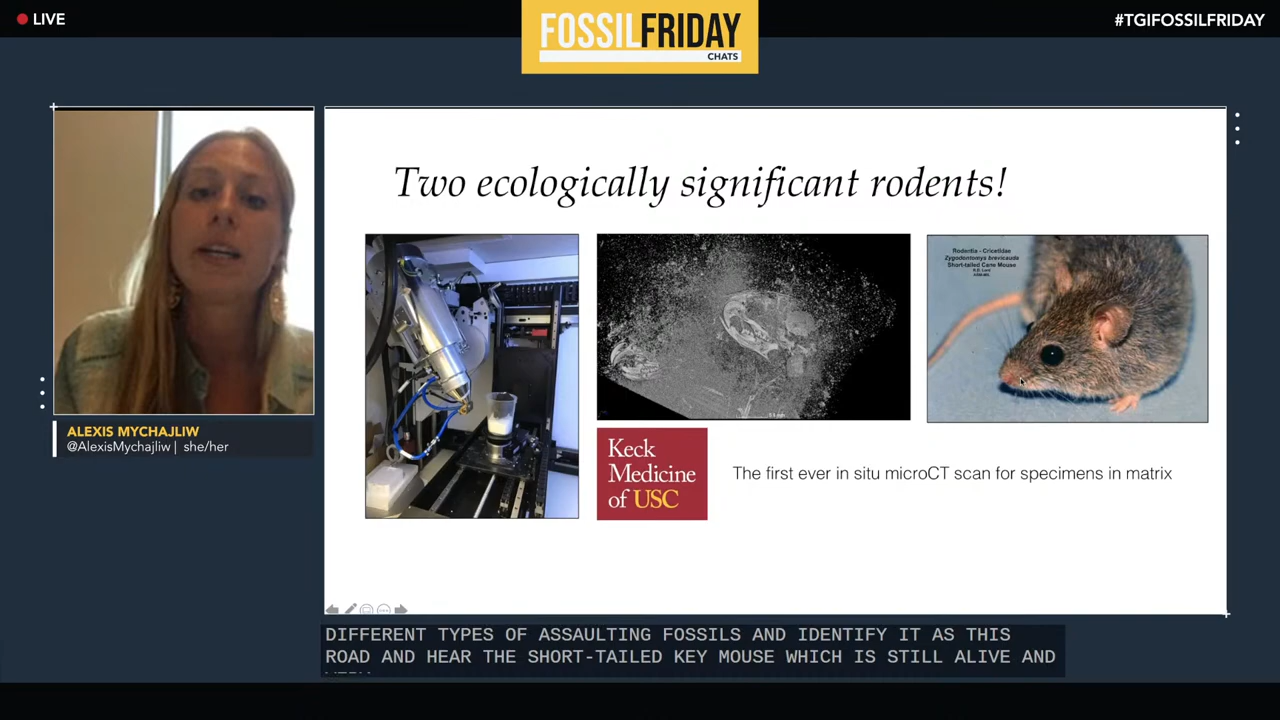 LIVE
FOSSILFRIDAY
CHATS
#TGIFOSSILFRIDAY
Two ecologically significant rodents!
Rodentia - Cricetidae
Zygodontomys brevicauda
Short-tailed Cane Mouse
ALEXIS MYCHAJLIW
@AlexisMychajliw | she/her
Keck
Medicine
of USC
The first ever in situ microCT scan for specimens in matrix
DIFFERENT TYPES OF ASSAULTING FOSSILS AND IDENTIFY IT AS THIS
ROAD AND HEAR THE SHORT-TAILED KEY MOUSE WHICH IS STILL ALIVE AND